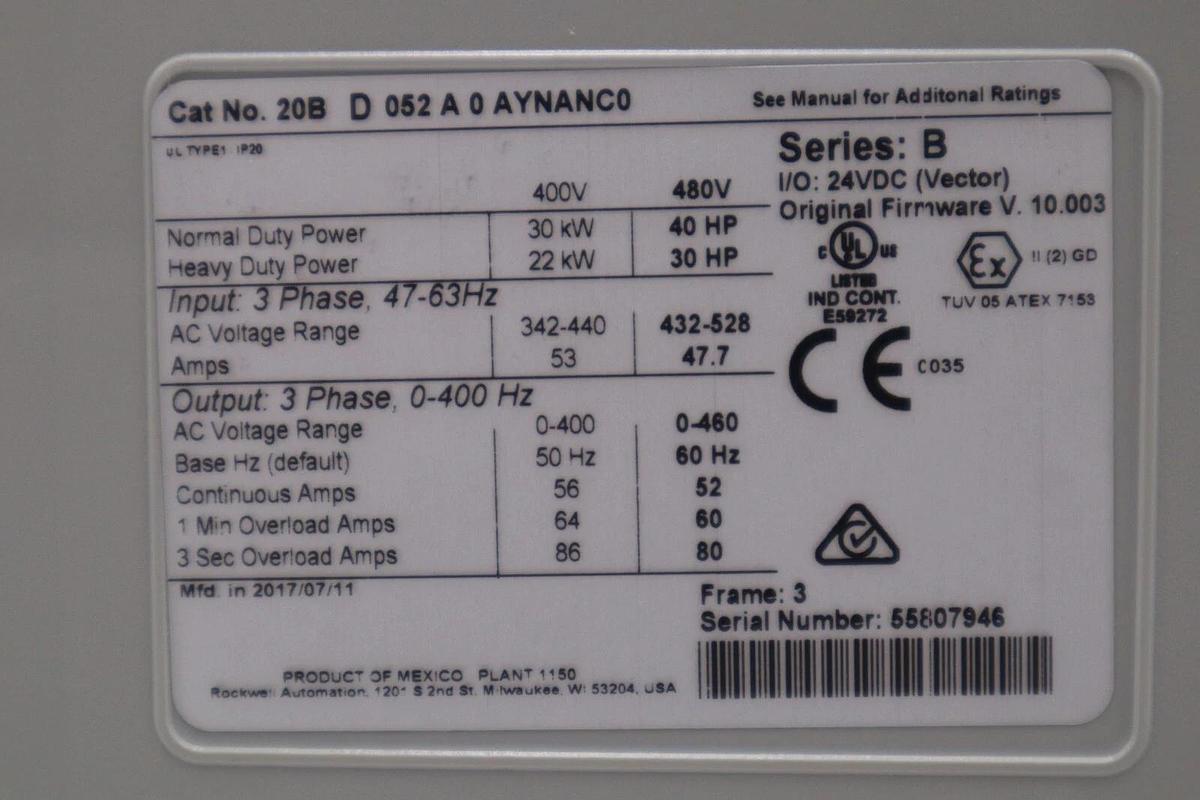 Cat No. 20B D 052 A 0 AYNANC0
See Manual for Additonal Ratings
UL TYPE1 IP20
Series: B
I/O: 24VDC (Vector)
Original Firmware V. 10.003
400V 480V
Normal Duty Power 30 kW 40 HP
Heavy Duty Power 22 kW 30 HP
C UL US
LISTED
IND CONT.
E59272
Ex II (2) GD
TUV 05 ATEX 7153
Input: 3 Phase, 47-63Hz
AC Voltage Range 342-440 432-528
Amps 53 47.7
CE C035
Output: 3 Phase, 0-400 Hz
AC Voltage Range 0-400 0-460
Base Hz (default) 50 Hz 60 Hz
Continuous Amps 56 52
1 Min Overload Amps 64 60
3 Sec Overload Amps 86 80
Mfd. in 2017/07/11
Frame: 3
Serial Number: 55807946
PRODUCT OF MEXICO PLANT 1150
Rockwell Automation, 1201 S 2nd St. Milwaukee, WI 53204, USA